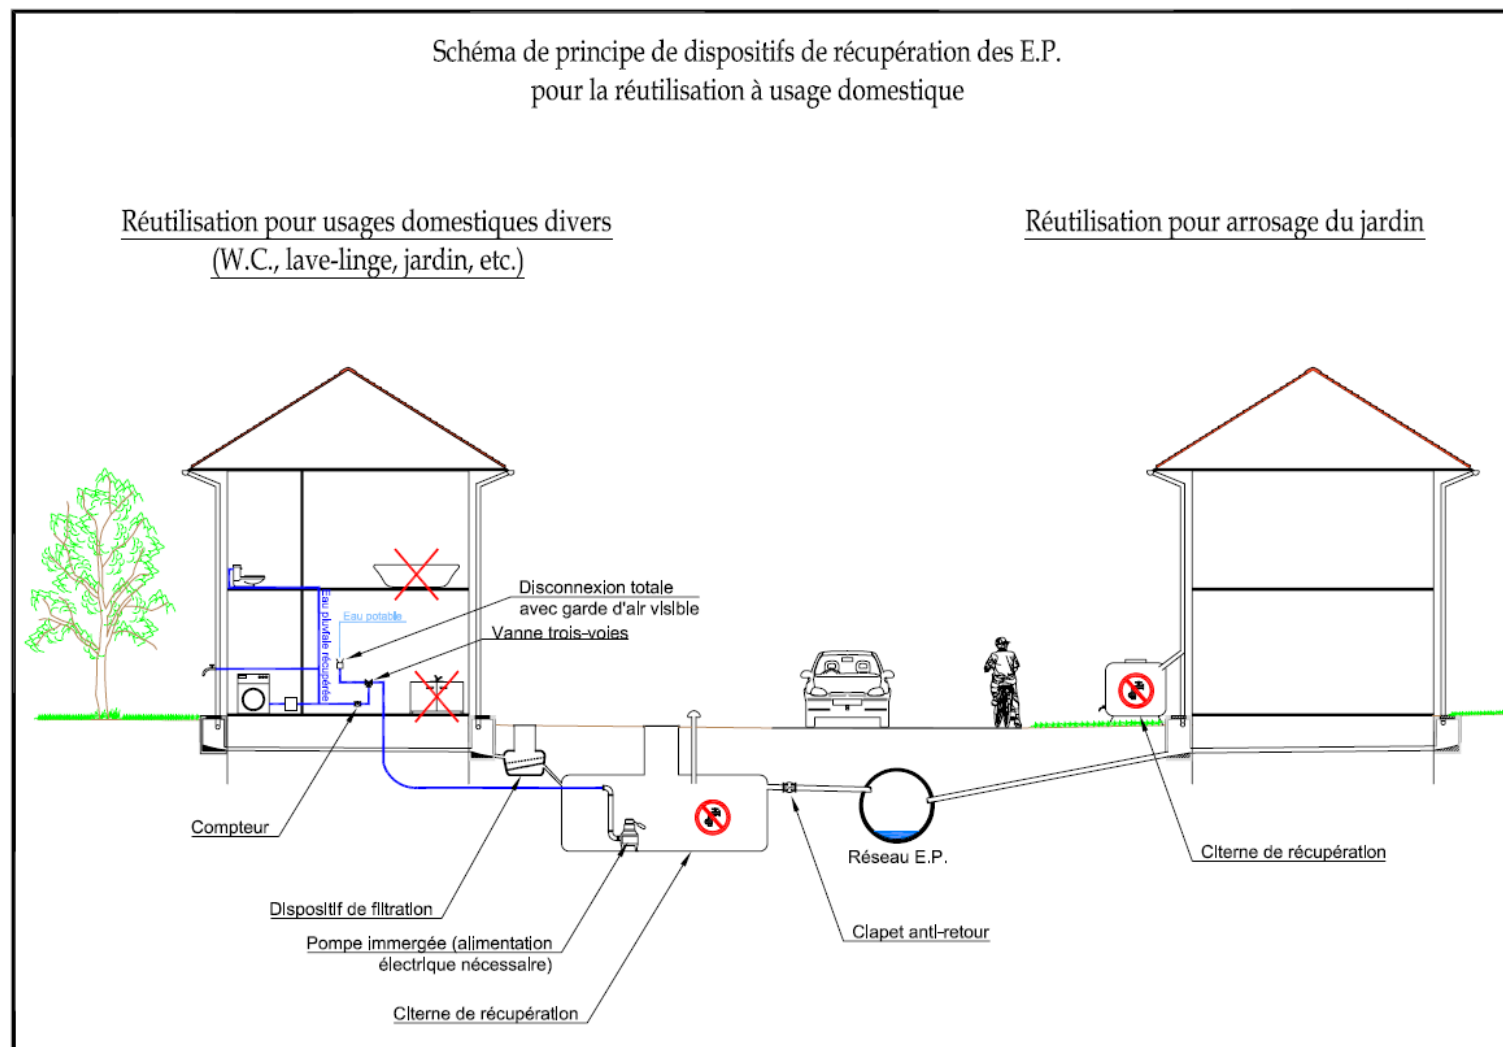 Schéma de principe de dispositifs de récupération des E.P.
pour la réutilisation à usage domestique
Réutilisation pour usages domestiques divers
(W.C., lave-linge, jardin, etc.)
Réutilisation pour arrosage du jardin
Disconnexion totale
avec garde d'air visible
Eau potable
Vanne trois-voies
Eau pluviale récupérée
Compteur
Réseau E.P.
Citerne de récupération
Dispositif de filtration
Clapet anti-retour
Pompe immergée (alimentation
électrique nécessaire)
Citerne de récupération